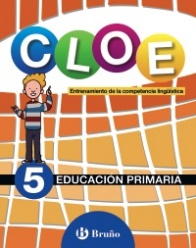 CLOE
Entrenamiento de la competencia lingüística
5 EDUCACIÓN PRIMARIA
Bruño